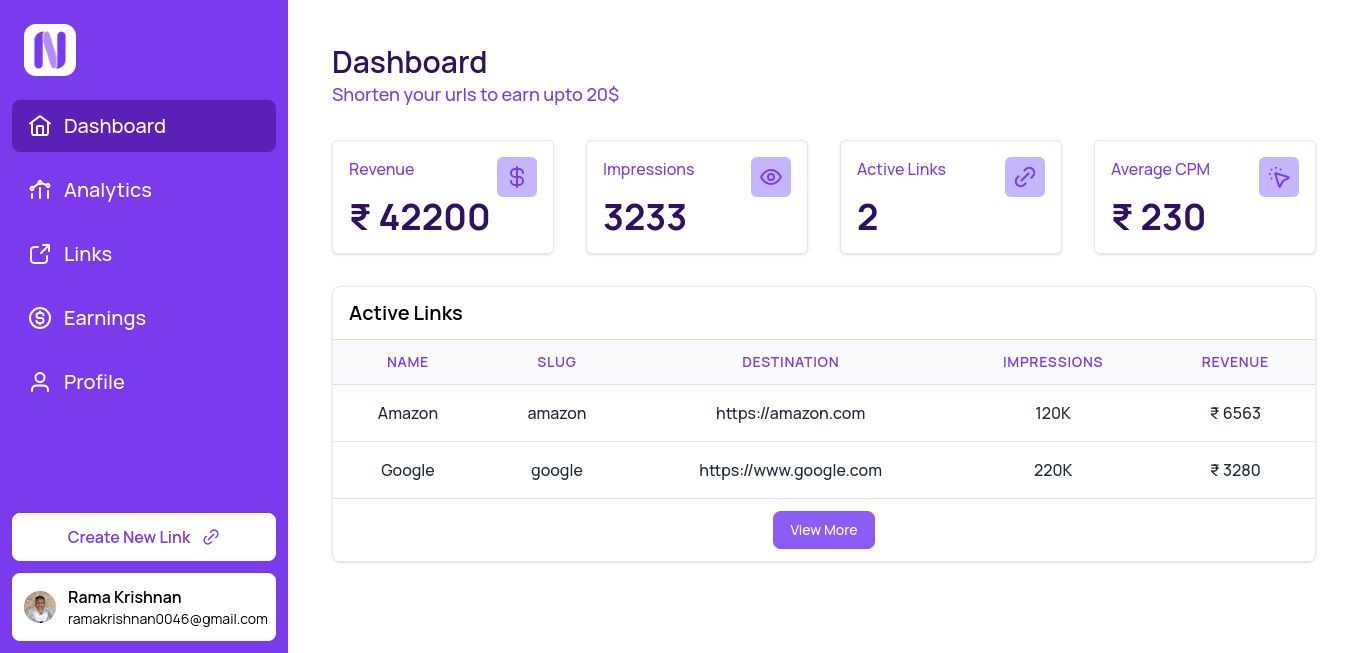 N
Dashboard
Analytics
Links
Earnings
Profile
Create New Link
Rama Krishnan
ramakrishnan0046@gmail.com
Dashboard
Shorten your urls to earn upto 20$
Revenue
₹ 42200
Impressions
3233
Active Links
2
Average CPM
₹ 230
Active Links
NAME SLUG DESTINATION IMPRESSIONS REVENUE
Amazon amazon https://amazon.com 120K ₹ 6563
Google google https://www.google.com 220K ₹ 3280
View More